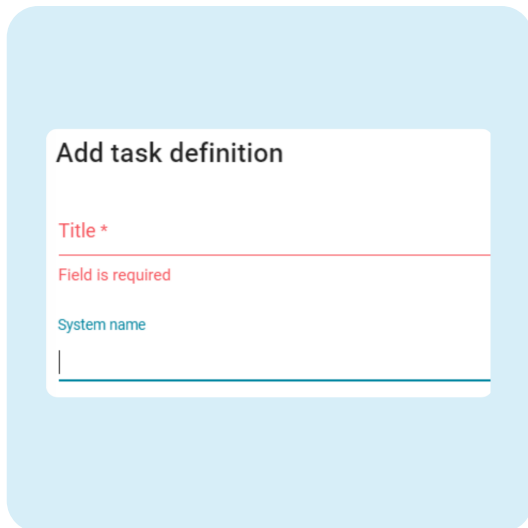 Add task definition
Title *
Field is required
System name